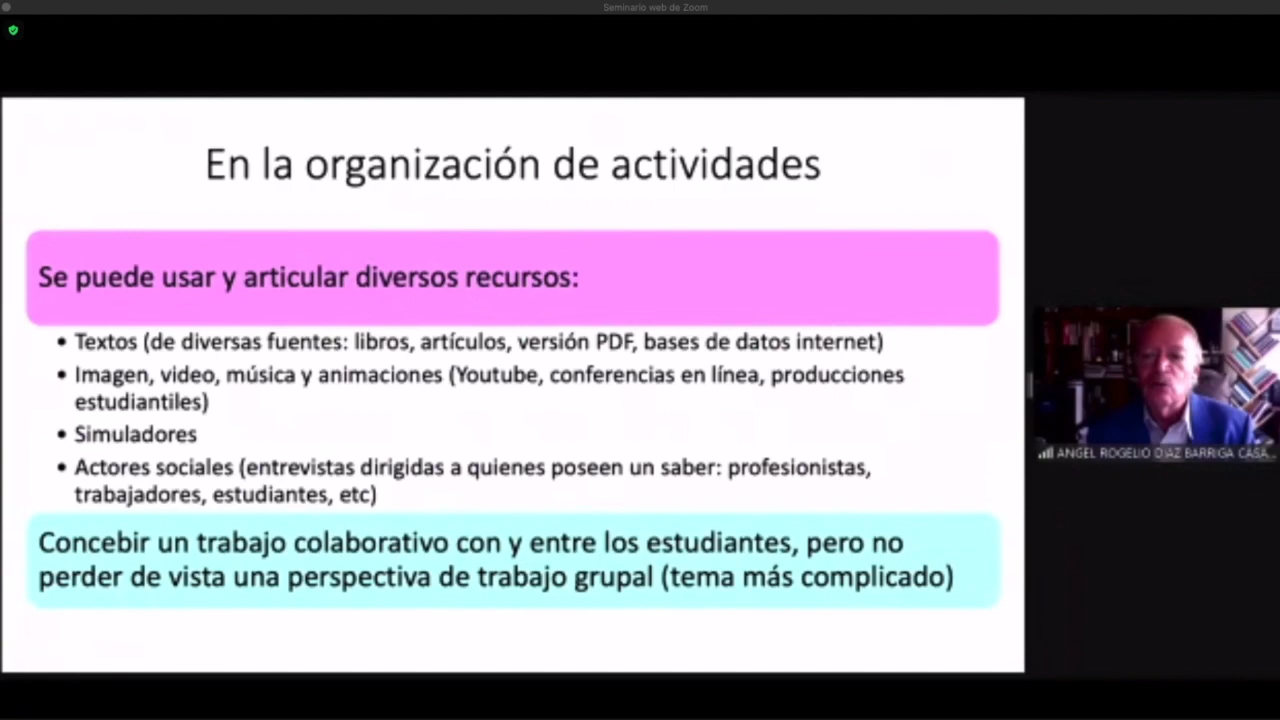 Seminario web de Zoom
En la organización de actividades
Se puede usar y articular diversos recursos:
• Textos (de diversas fuentes: libros, artículos, versión PDF, bases de datos internet)
• Imagen, video, música y animaciones (Youtube, conferencias en línea, producciones
estudiantiles)
• Simuladores
• Actores sociales (entrevistas dirigidas a quienes poseen un saber: profesionistas,
trabajadores, estudiantes, etc)
Concebir un trabajo colaborativo con y entre los estudiantes, pero no
perder de vista una perspectiva de trabajo grupal (tema más complicado)
ANGEL ROGELIO DIAZ BARRIGA CASA...